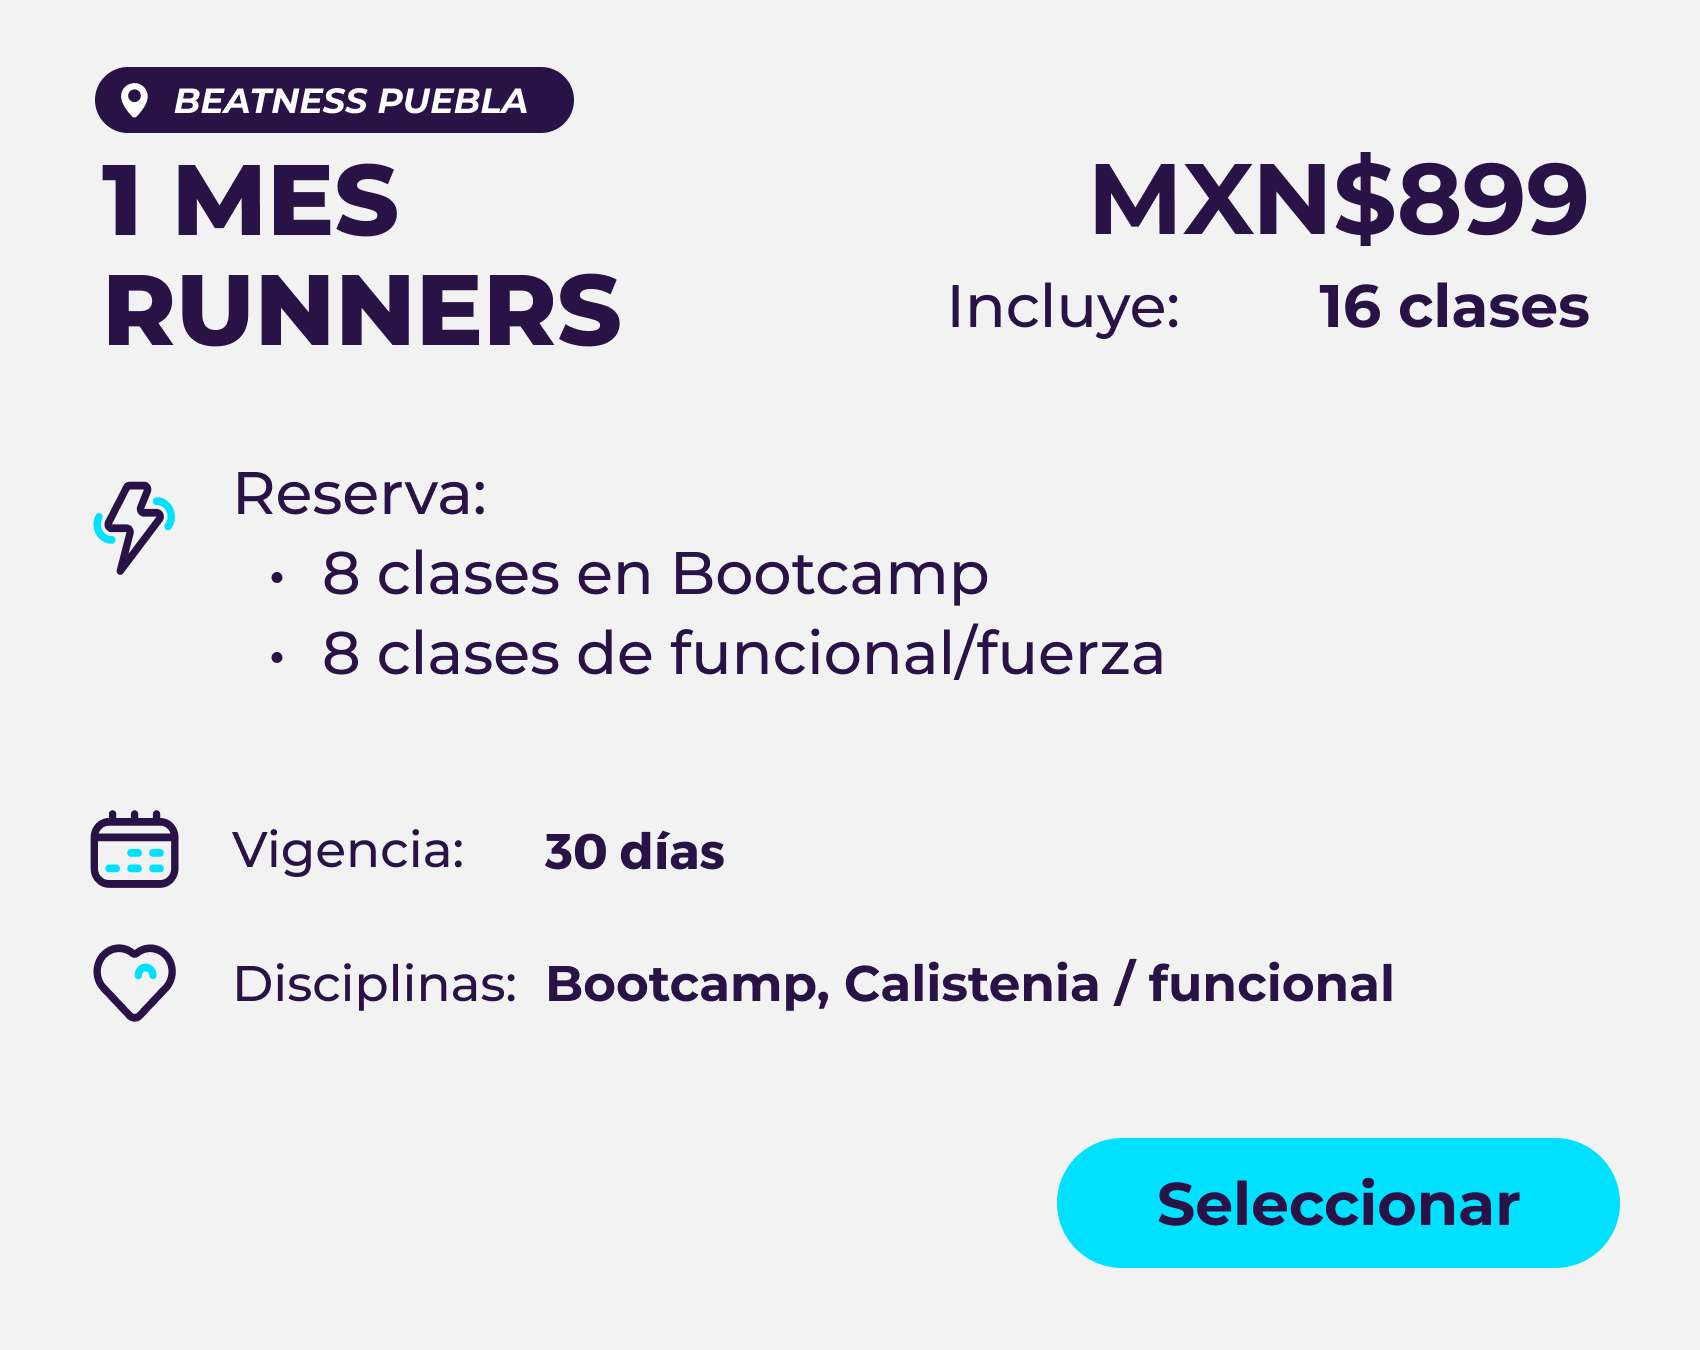 BEATNESS PUEBLA
1 MES
RUNNERS
MXN$899
Incluye: 16 clases
Reserva:
• 8 clases en Bootcamp
• 8 clases de funcional/fuerza
Vigencia: 30 días
Disciplinas: Bootcamp, Calistenia / funcional
Seleccionar